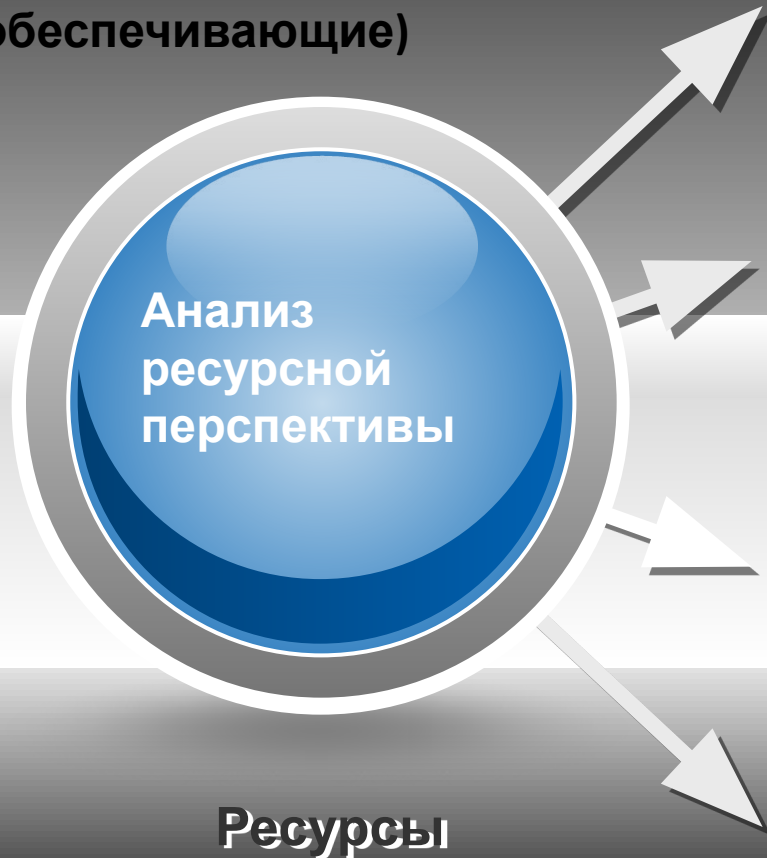 обеспечивающие)
Анализ
ресурсной
перспективы
Ресурсы